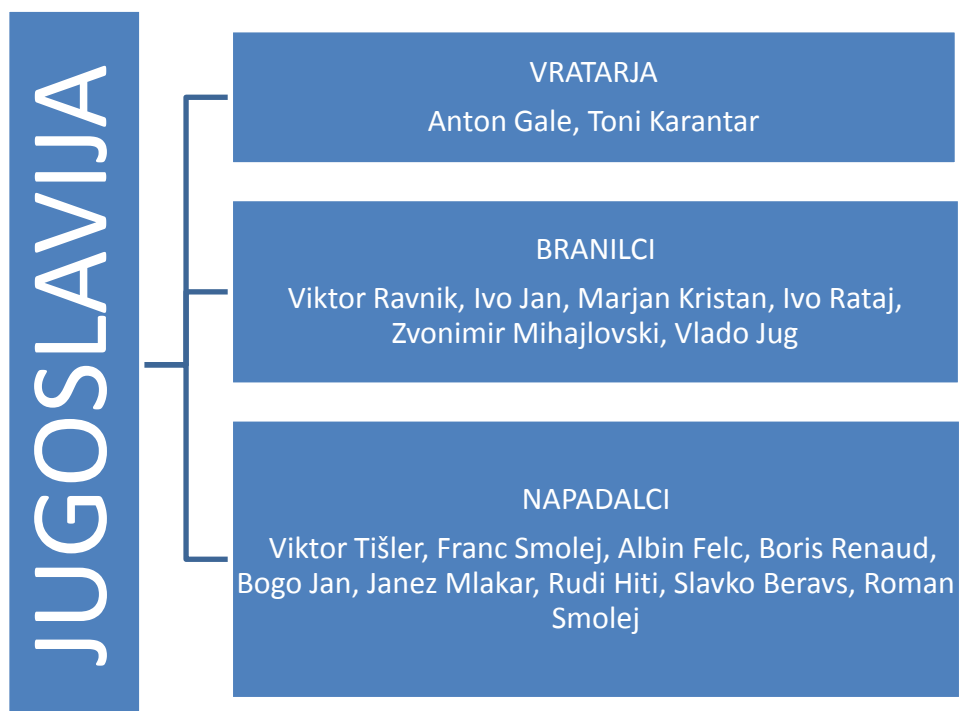 JUGOSLAVIJA
VRATARJA
Anton Gale, Toni Karantar
BRANILCI
Viktor Ravnik, Ivo Jan, Marjan Kristan, Ivo Rataj,
Zvonimir Mihajlovski, Vlado Jug
NAPADALCI
Viktor Tišler, Franc Smolej, Albin Felc, Boris Renaud,
Bogo Jan, Janez Mlakar, Rudi Hiti, Slavko Beravs, Roman
Smolej